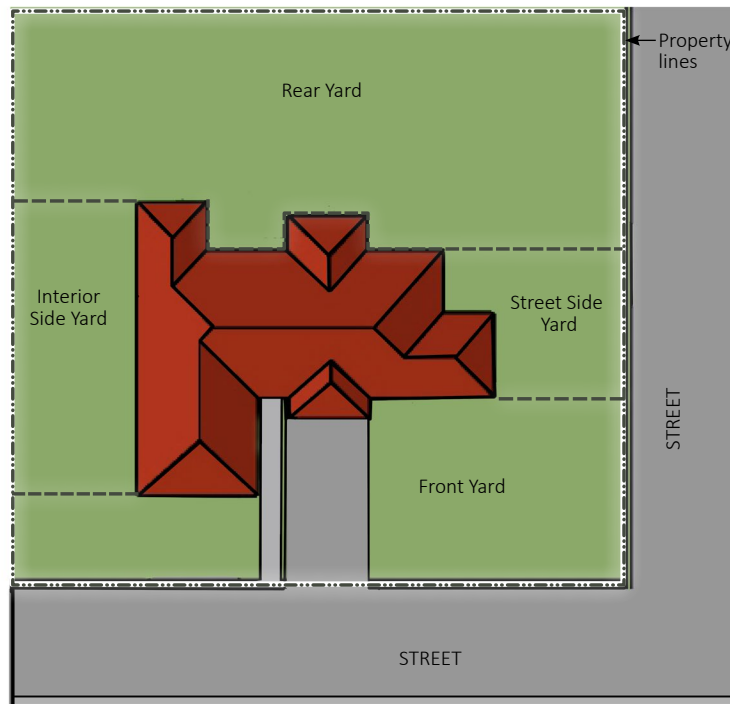 Property
lines
Rear Yard
Interior
Side Yard
Street Side
Yard
STREET
Front Yard
STREET